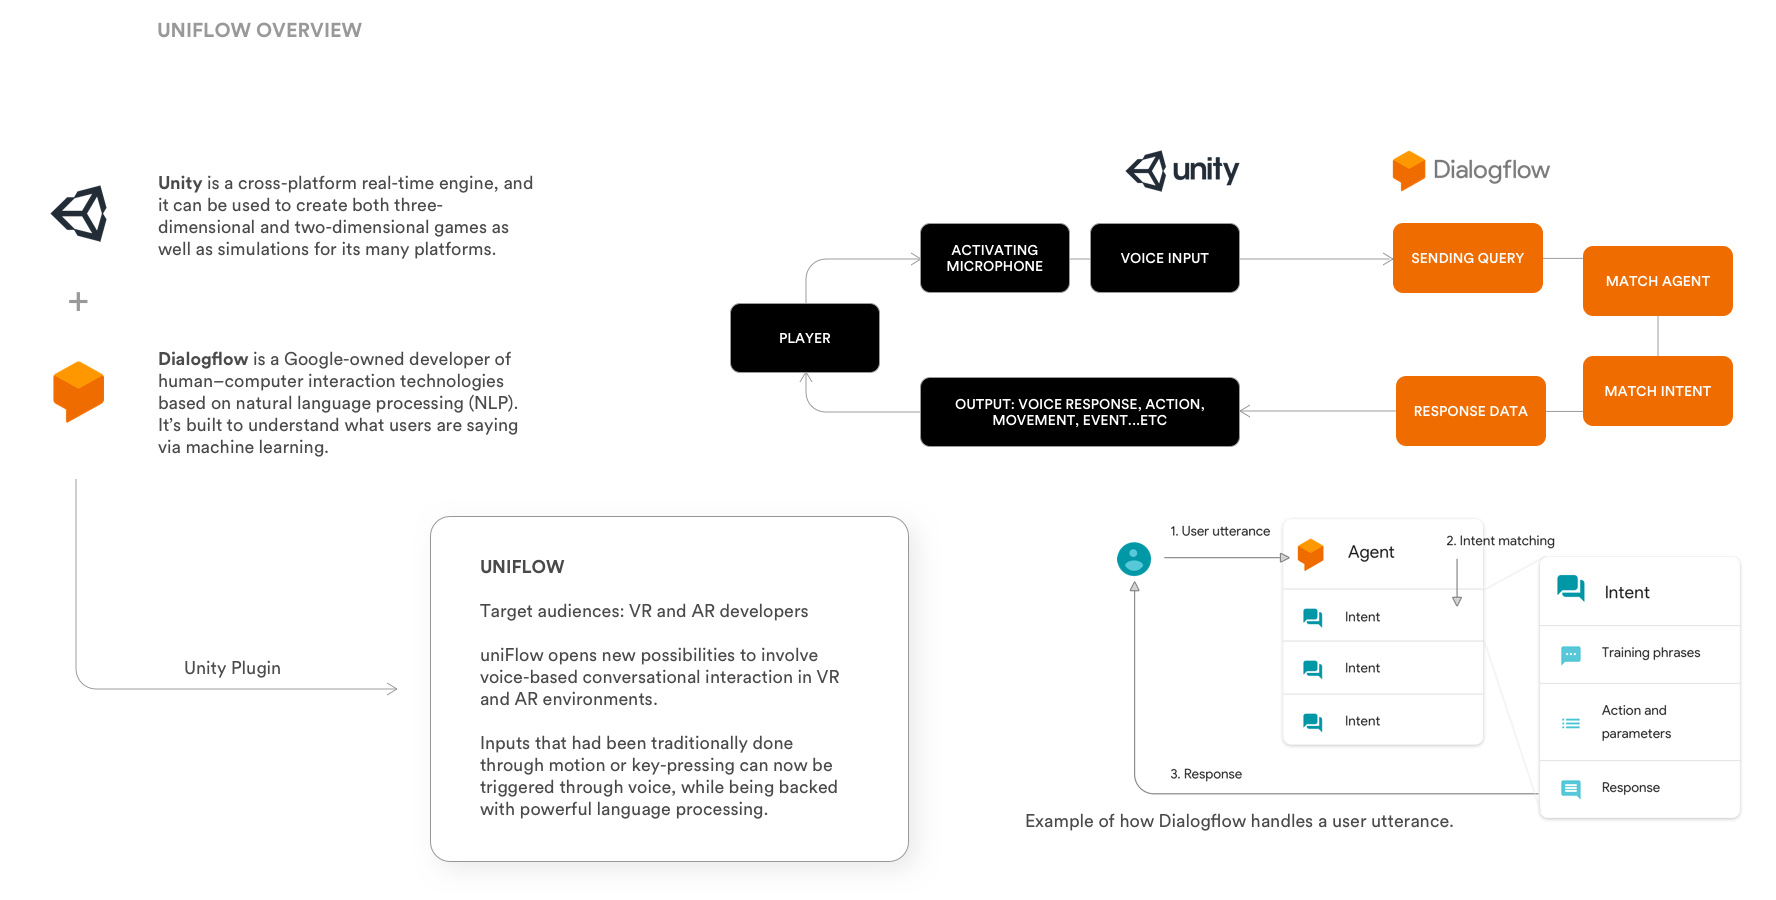 UNIFLOW OVERVIEW
Unity is a cross-platform real-time engine, and
it can be used to create both three-
dimensional and two-dimensional games as
well as simulations for its many platforms.
+
Dialogflow is a Google-owned developer of
human–computer interaction technologies
based on natural language processing (NLP).
It's built to understand what users are saying
via machine learning.
Unity Plugin
UNIFLOW
Target audiences: VR and AR developers
uniFlow opens new possibilities to involve
voice-based conversational interaction in VR
and AR environments.
Inputs that had been traditionally done
through motion or key-pressing can now be
triggered through voice, while being backed
with powerful language processing.
unity
Dialogflow
PLAYER
ACTIVATING
MICROPHONE
VOICE INPUT
SENDING QUERY
MATCH AGENT
MATCH INTENT
RESPONSE DATA
OUTPUT: VOICE RESPONSE, ACTION,
MOVEMENT, EVENT...ETC
1. User utterance
Agent
2. Intent matching
Intent
Intent
Intent
Intent
Training phrases
Action and
parameters
Response
3. Response
Example of how Dialogflow handles a user utterance.